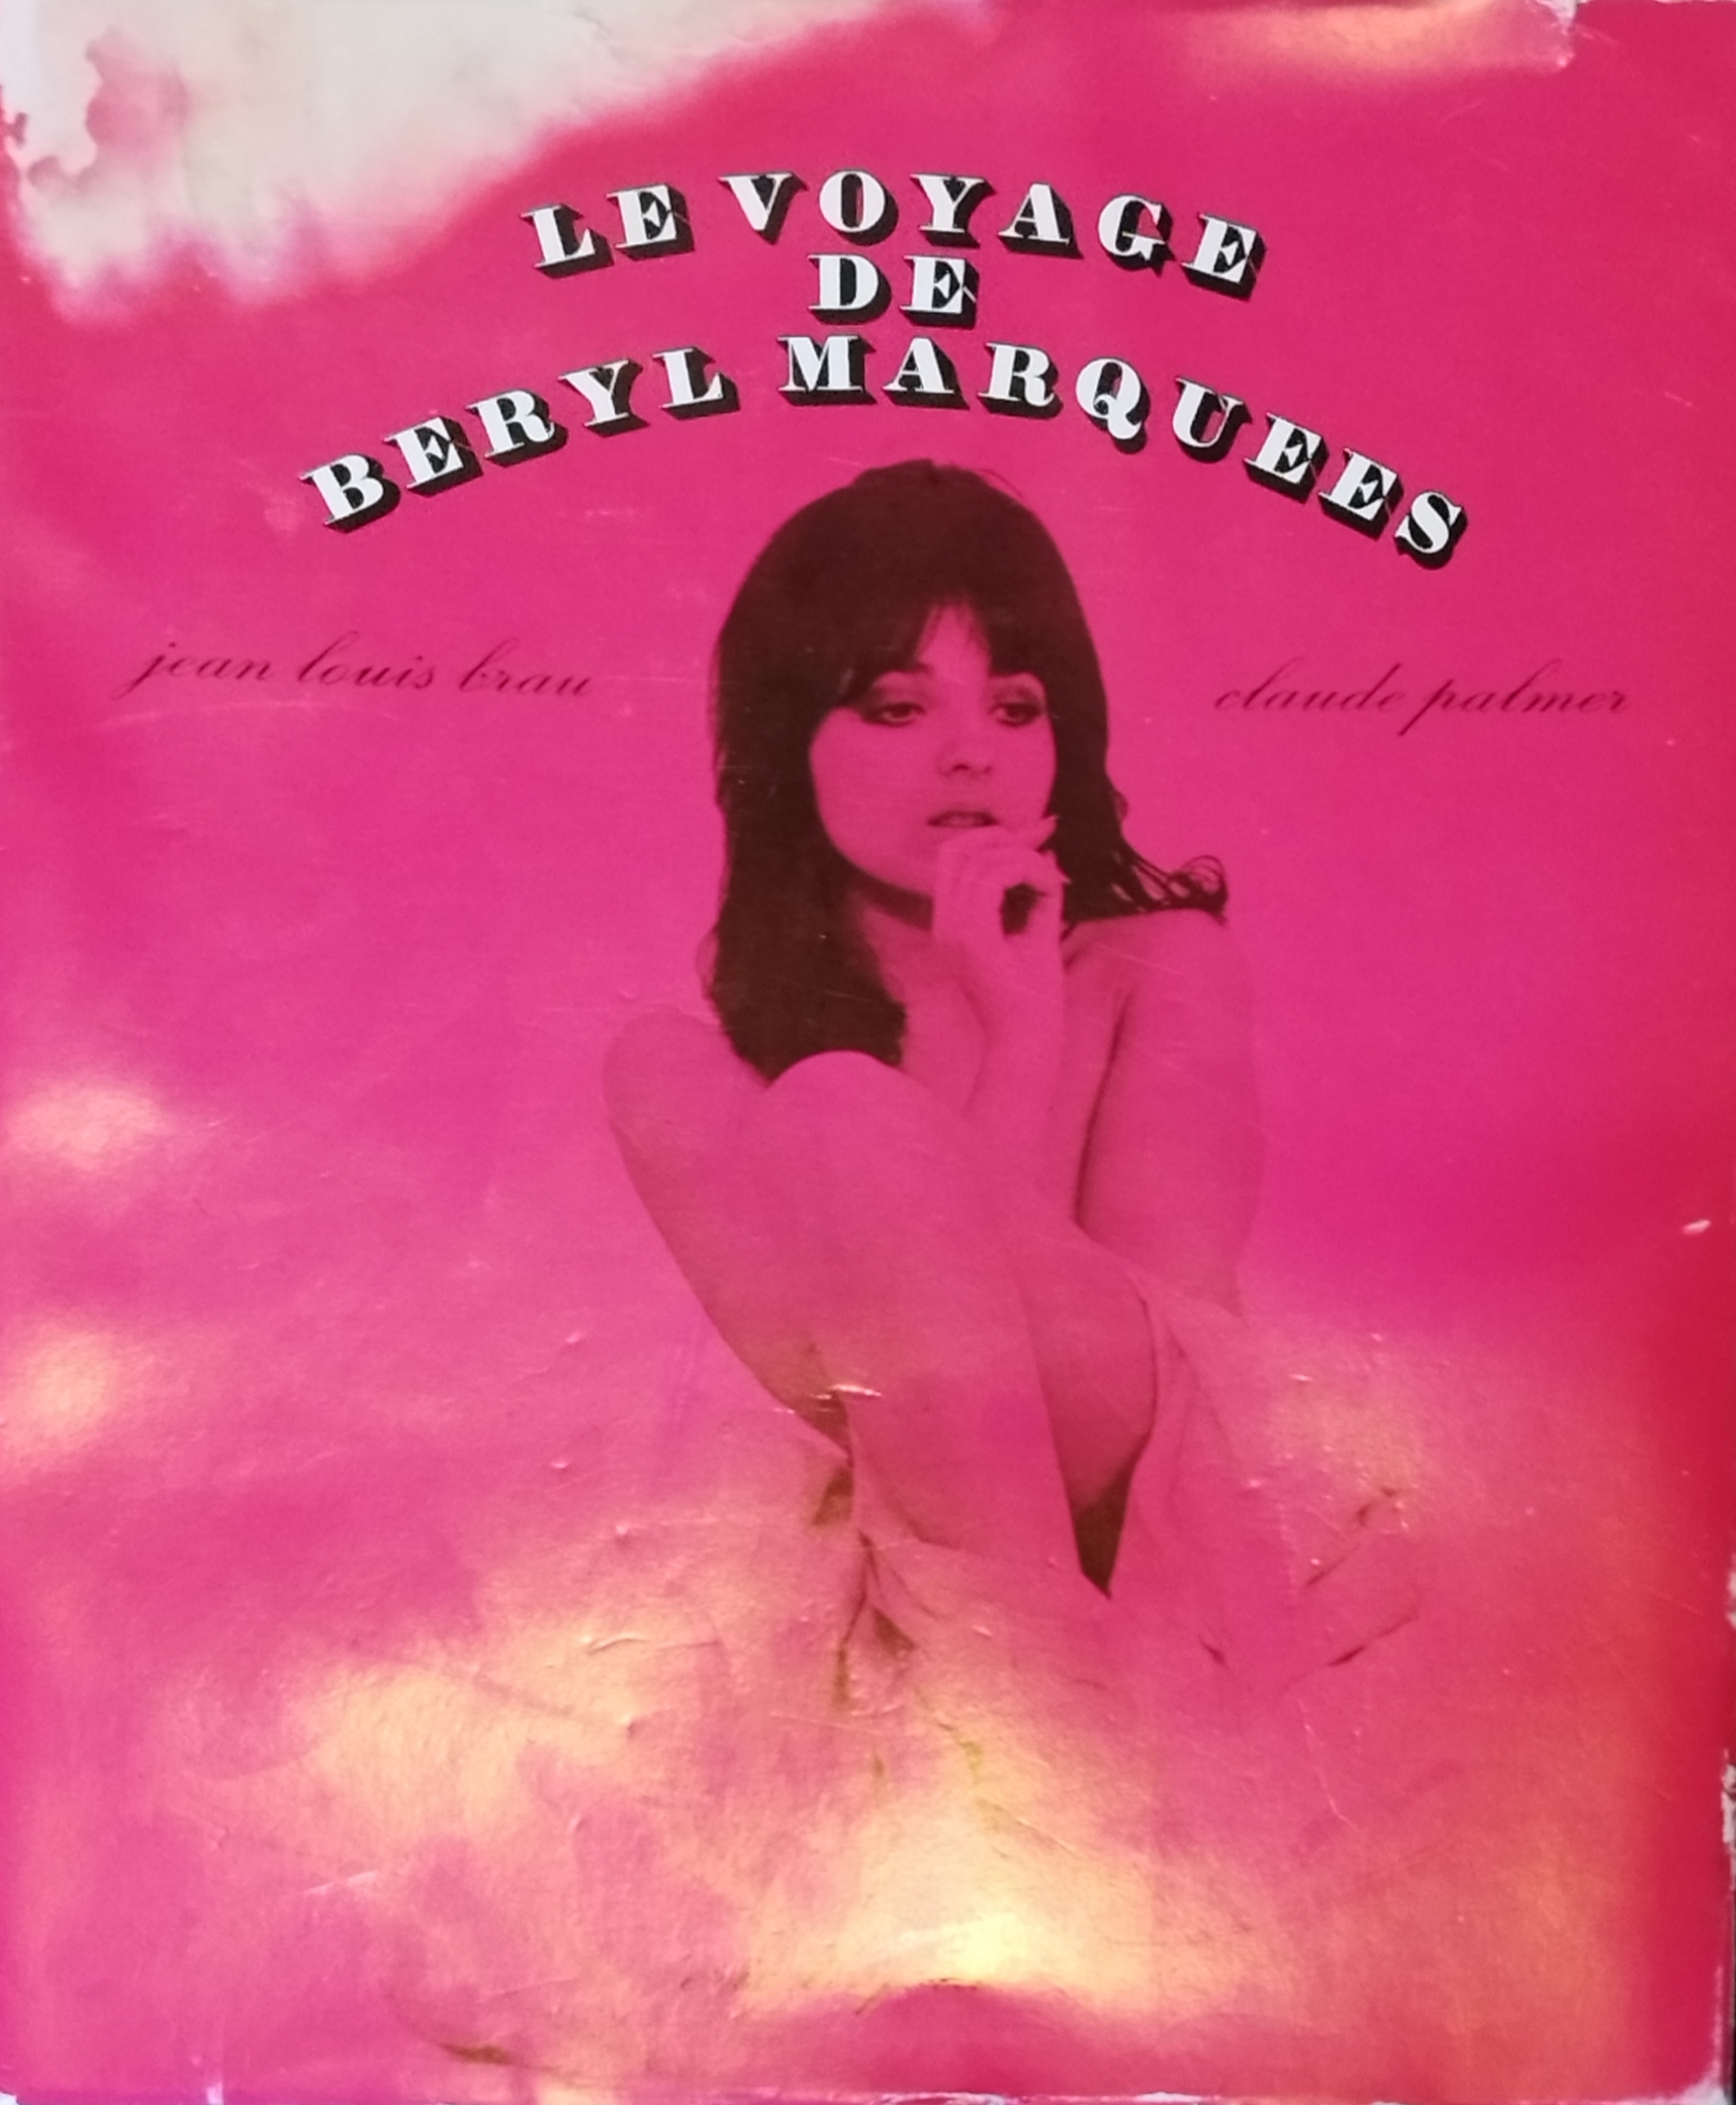 LE VOYAGE
DE
BERYL MARQUEES
jean louis brau
claude palmer